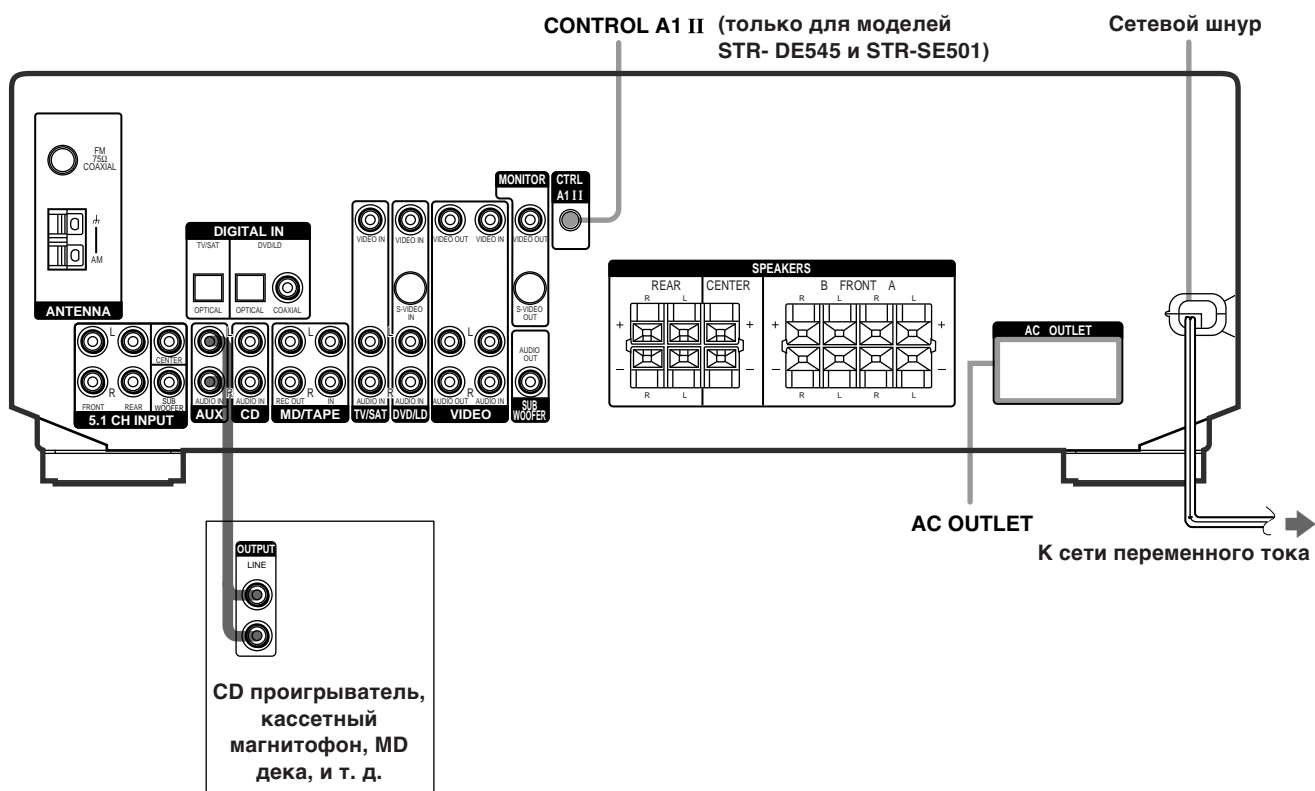 CONTROL A1 II (только для моделей
STR- DE545 и STR-SE501)
Сетевой шнур
FM
75Ω
COAXIAL
AM
ANTENNA
DIGITAL IN
TV/SAT
DVD/LD
OPTICAL
OPTICAL
COAXIAL
MONITOR
CTRL
A1 II
VIDEO IN
VIDEO IN
VIDEO OUT
VIDEO IN
VIDEO OUT
S-VIDEO
IN
S-VIDEO
OUT
SPEAKERS
REAR
CENTER
B FRONT A
R L
R L R L
+ +
+ +
– –
– –
R L
R L R L
AC OUTLET
L
L
L
L
L
CENTER
AUDIO
OUT
R
R
R
R
R
FRONT
REAR
SUB
WOOFER
AUDIO IN
AUDIO IN
REC OUT
IN
AUDIO IN
AUDIO IN
AUDIO OUT
AUDIO IN
5.1 CH INPUT
AUX
CD
MD/TAPE
TV/SAT
DVD/LD
VIDEO
SUB
WOOFER
AC OUTLET
К сети переменного тока
OUTPUT
LINE
CD проигрыватель,
кассетный
магнитофон, MD
дека, и т. д.